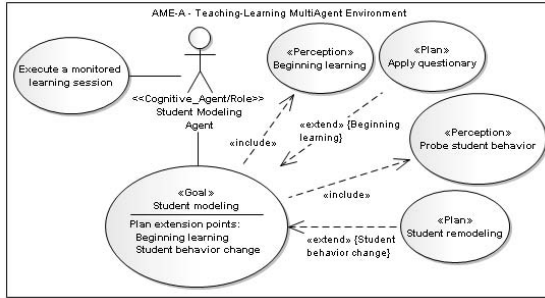 AME-A - Teaching-Learning MultiAgent Environment
Execute a monitored
learning session
<<Cognitive_Agent/Role>>
Student Modeling
Agent
«Perception»
Beginning learning
«Plan»
Apply questionary
«extend» {Beginning
learning}
«include»
«Perception»
Probe student behavior
«include»
«Goal»
Student modeling
Plan extension points:
Beginning learning
Student behavior change
«Plan»
Student remodeling
«extend» {Student
behavior change}